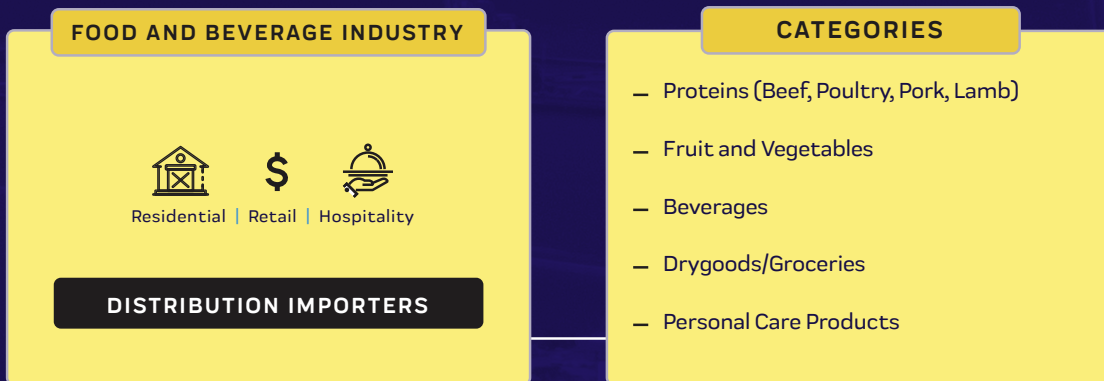 FOOD AND BEVERAGE INDUSTRY
$
Residential | Retail | Hospitality
DISTRIBUTION IMPORTERS
CATEGORIES
– Proteins (Beef, Poultry, Pork, Lamb)
– Fruit and Vegetables
– Beverages
– Drygoods/Groceries
– Personal Care Products